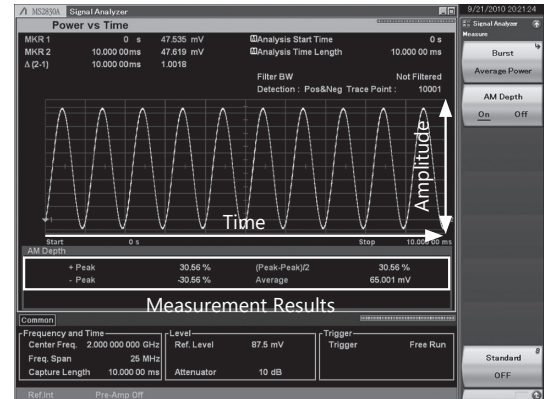 MS2830A Signal Analyzer
9/21/2010 20:21:24
Power vs Time
MKR 1 0 s 47.535 mV Analysis Start Time 0 s
MKR 2 10.000 00 ms 47.619 mV Analysis Time Length 10.000 00 ms
Δ (2-1) 10.000 00 ms 1.0018
Filter BW Not Filtered
Detection : Pos&Neg Trace Point : 10001
Amplitude
Time
Start 0 s Stop 10.000 00 ms
AM Depth
+ Peak 30.56 % (Peak-Peak)/2 30.56 %
- Peak -30.56 % Average 65.001 mV
Measurement Results
Common
Frequency and Time
Center Freq. 2.000 000 000 GHz
Freq. Span 25 MHz
Capture Length 10.000 00 ms
Level
Ref. Level 87.5 mV
Attenuator 10 dB
Trigger
Trigger Free Run
Ref.Int Pre-Amp Off
Signal Analyzer
Measure
Burst
Average Power
AM Depth
On Off
Standard
OFF